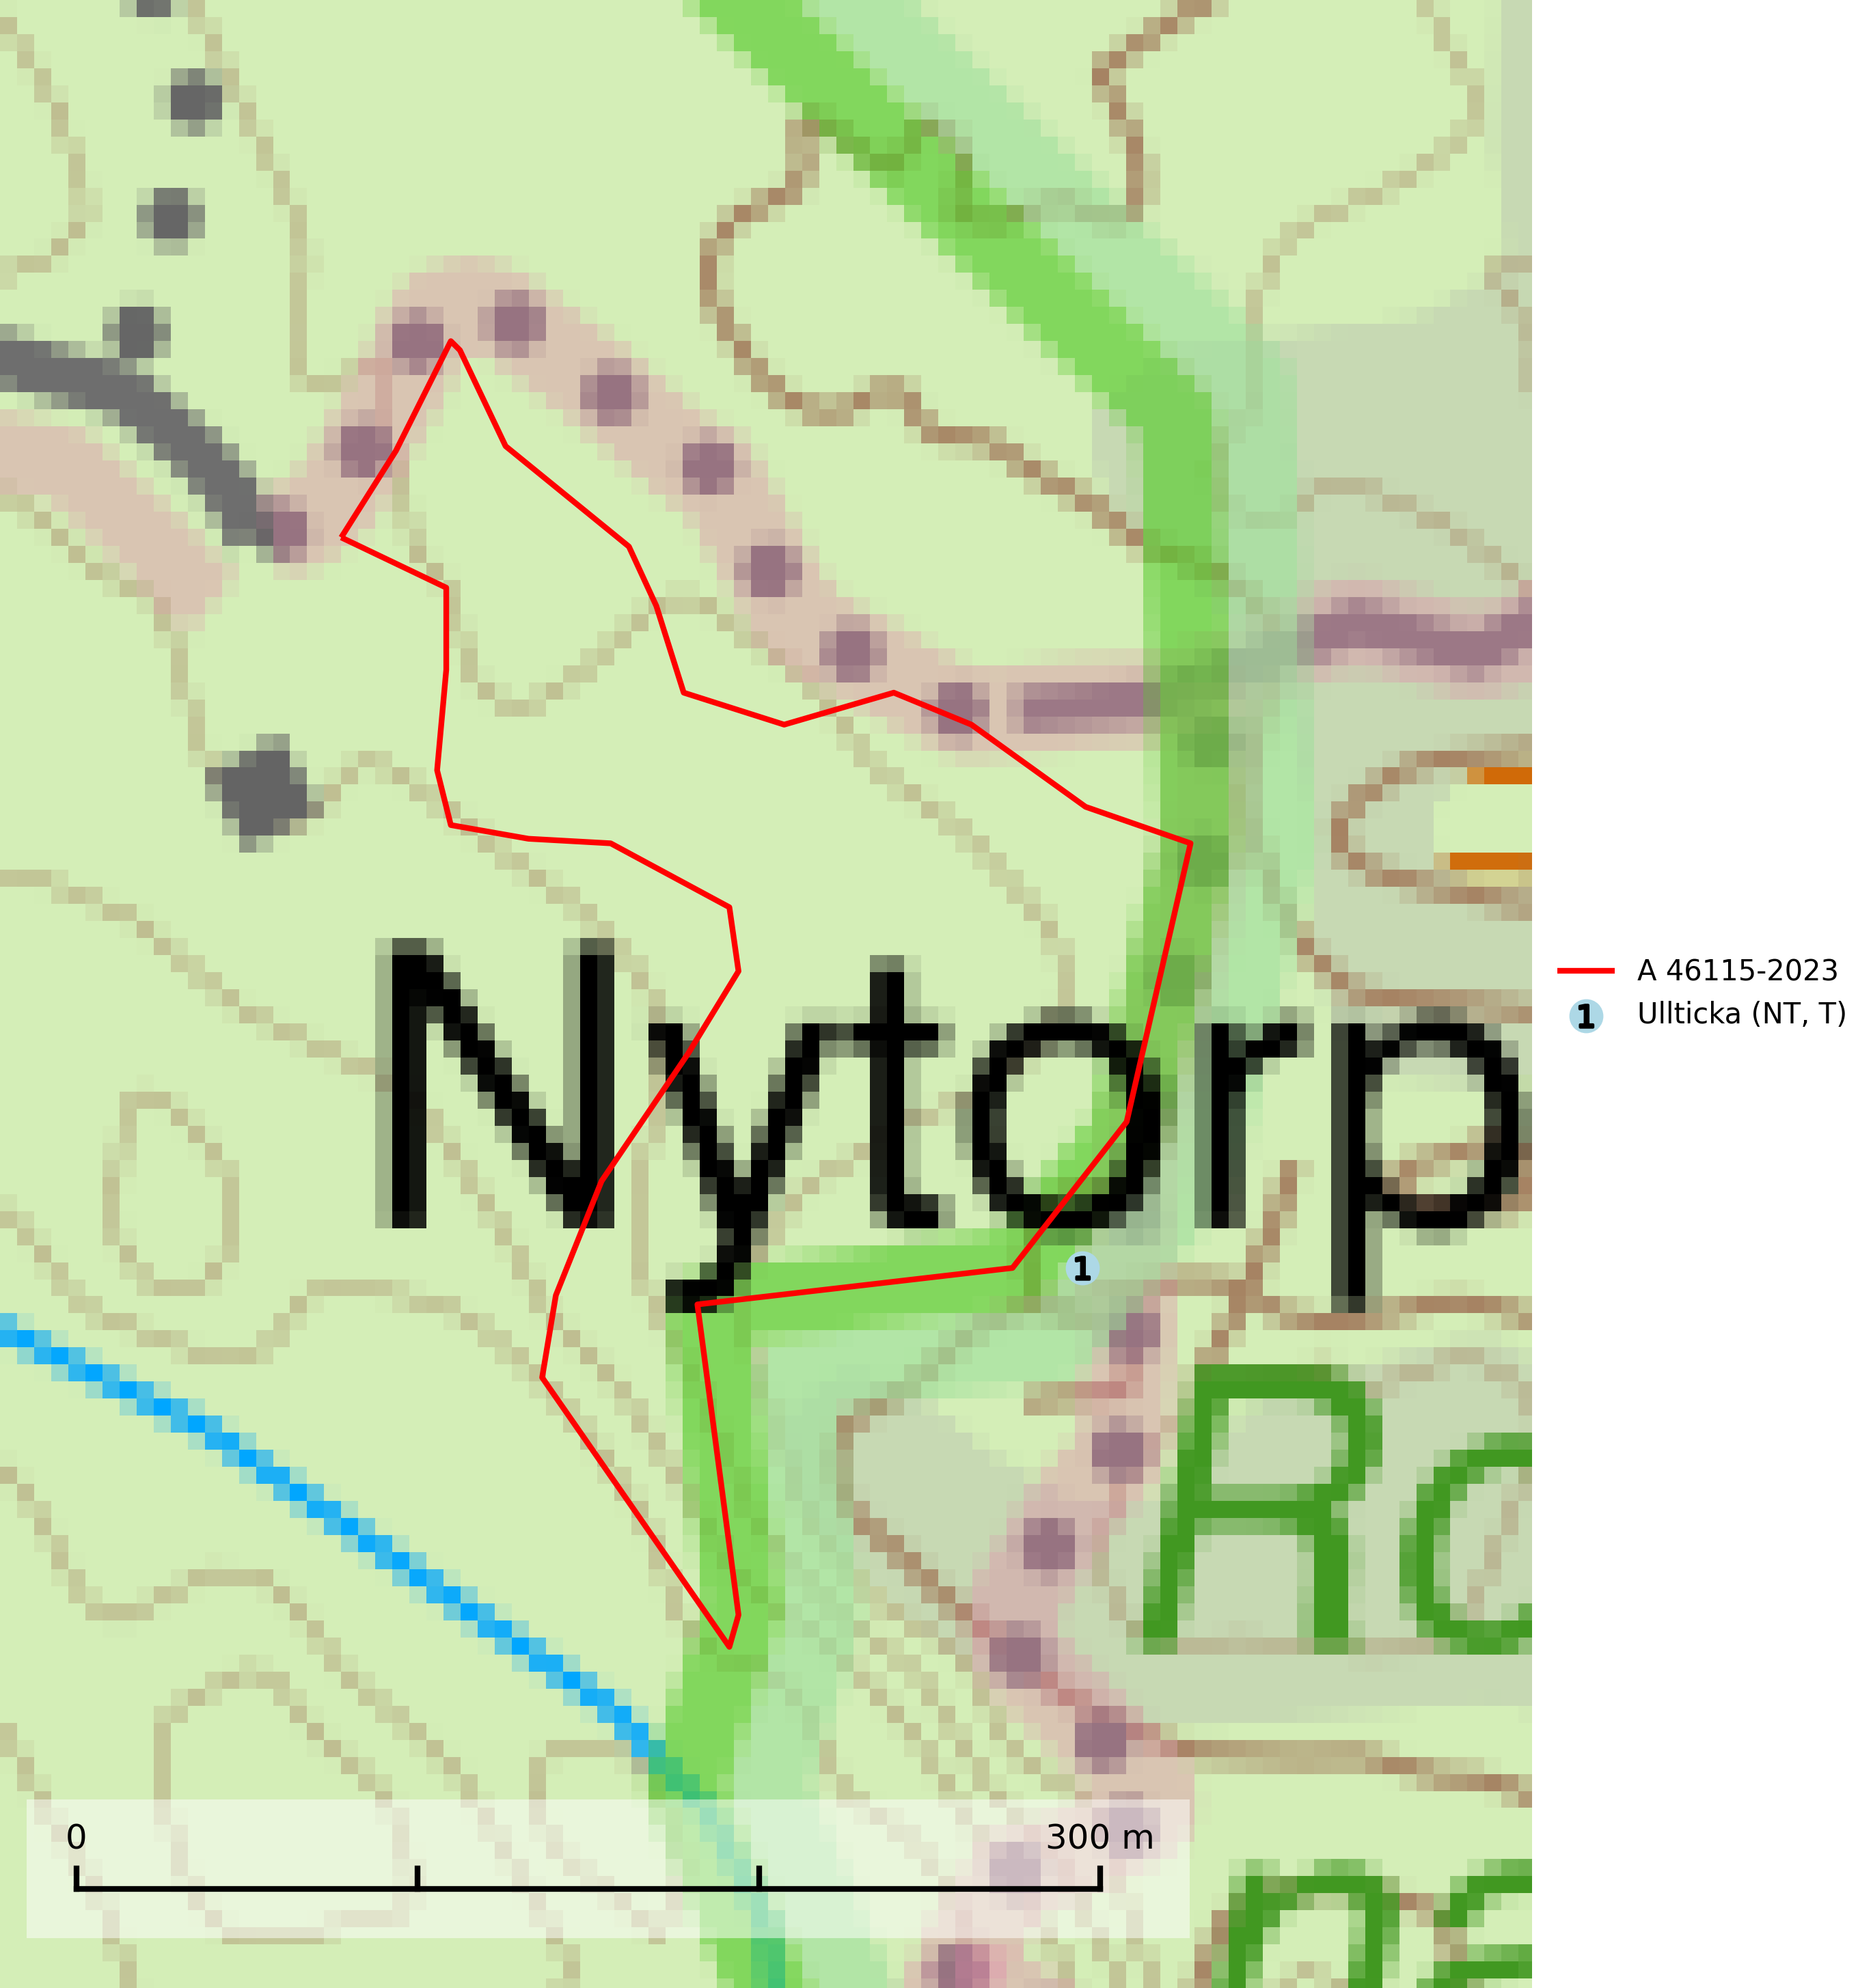 Nytorp
1
R
0
300 m
A 46115-2023
1 Ullticka (NT, T)